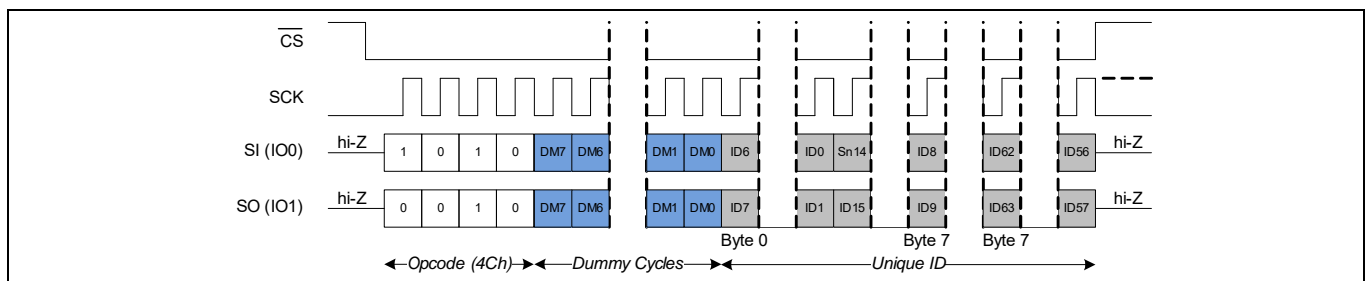 CS
SCK
SI (IO0) hi-Z 1 0 1 0 DM7 DM6 DM1 DM0 ID6 ID0 Sn14 ID8 ID62 ID56 hi-Z
SO (IO1) hi-Z 0 0 1 0 DM7 DM6 DM1 DM0 ID7 ID1 ID15 ID9 ID63 ID57 hi-Z
Byte 0 Byte 7 Byte 7
Opcode (4Ch) Dummy Cycles Unique ID